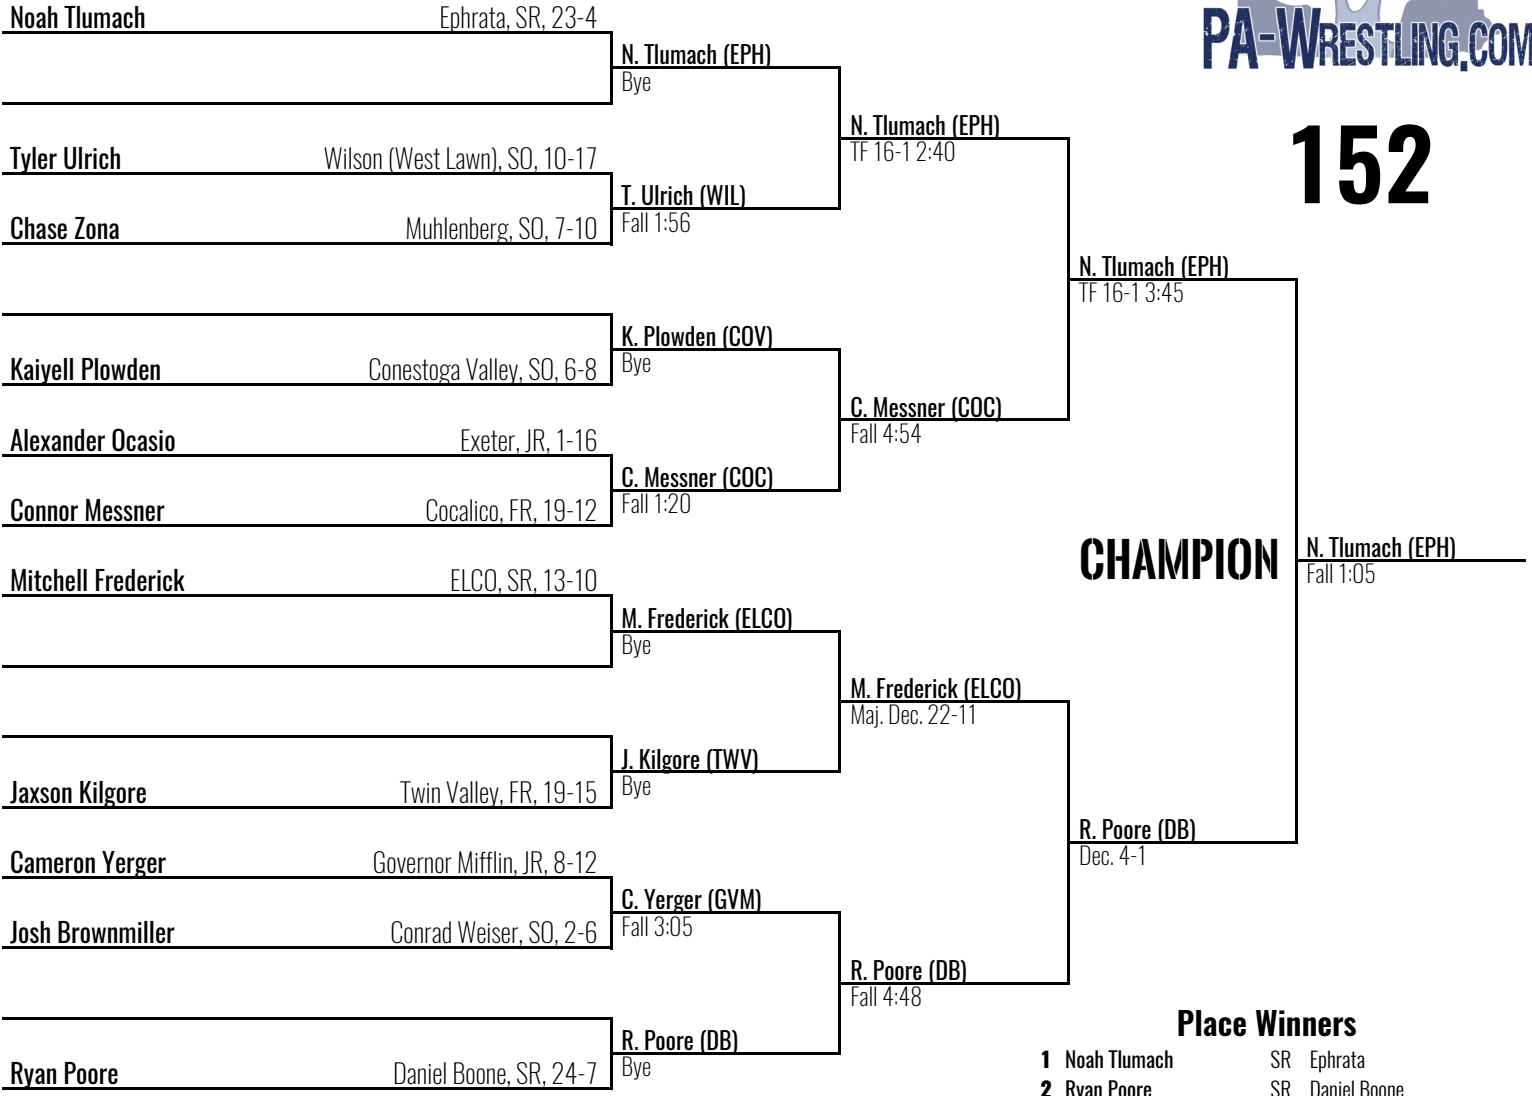 Noah Tlumach Ephrata, SR, 23-4
N. Tlumach (EPH)
Bye
Tyler Ulrich Wilson (West Lawn), SO, 10-17
T. Ulrich (WIL)
Fall 1:56
Chase Zona Muhlenberg, SO, 7-10
N. Tlumach (EPH)
TF 16-1 2:40
K. Plowden (COV)
Bye
Kaiyell Plowden Conestoga Valley, SO, 6-8
Alexander Ocasio Exeter, JR, 1-16
C. Messner (COC)
Fall 1:20
Connor Messner Cocalico, FR, 19-12
C. Messner (COC)
Fall 4:54
N. Tlumach (EPH)
TF 16-1 3:45
Mitchell Frederick ELCO, SR, 13-10
M. Frederick (ELCO)
Bye
M. Frederick (ELCO)
Maj. Dec. 22-11
J. Kilgore (TWV)
Bye
Jaxson Kilgore Twin Valley, FR, 19-15
Cameron Yerger Governor Mifflin, JR, 8-12
C. Yerger (GVM)
Fall 3:05
Josh Brownmiller Conrad Weiser, SO, 2-6
R. Poore (DB)
Fall 4:48
R. Poore (DB)
Bye
Ryan Poore Daniel Boone, SR, 24-7
R. Poore (DB)
Dec. 4-1
CHAMPION
N. Tlumach (EPH)
Fall 1:05
PA-WRESTLING.COM
152
Place Winners
1 Noah Tlumach SR Ephrata
2 Ryan Poore SR Daniel Boone